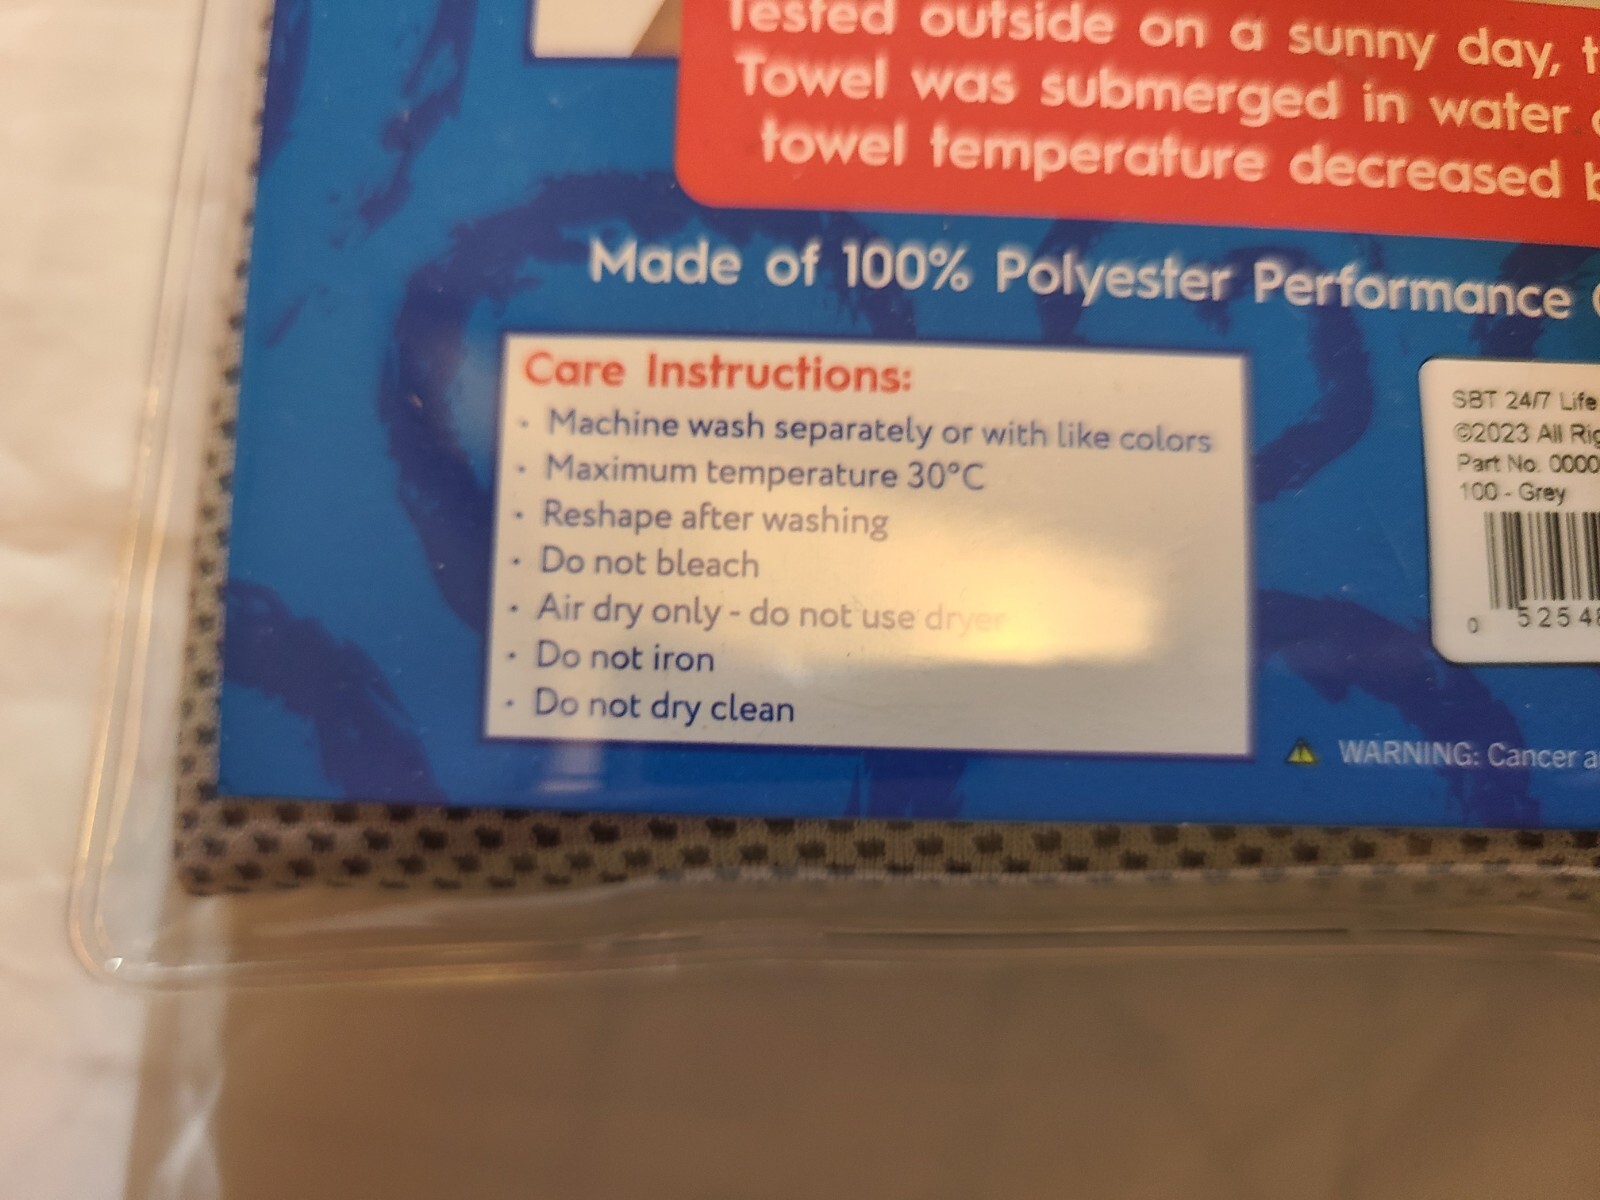 Tested outside on a sunny day,
Towel was submerged in water
towel temperature decreased
Made of 100% Polyester Performance
Care Instructions:
· Machine wash separately or with like colors
· Maximum temperature 30°C
· Reshape after washing
· Do not bleach
· Air dry only - do not use dryer
· Do not iron
· Do not dry clean
SBT 24/7 Life
©2023 All Rig
Part No. 0000
100 - Grey
0 5254
WARNING: Cancer a